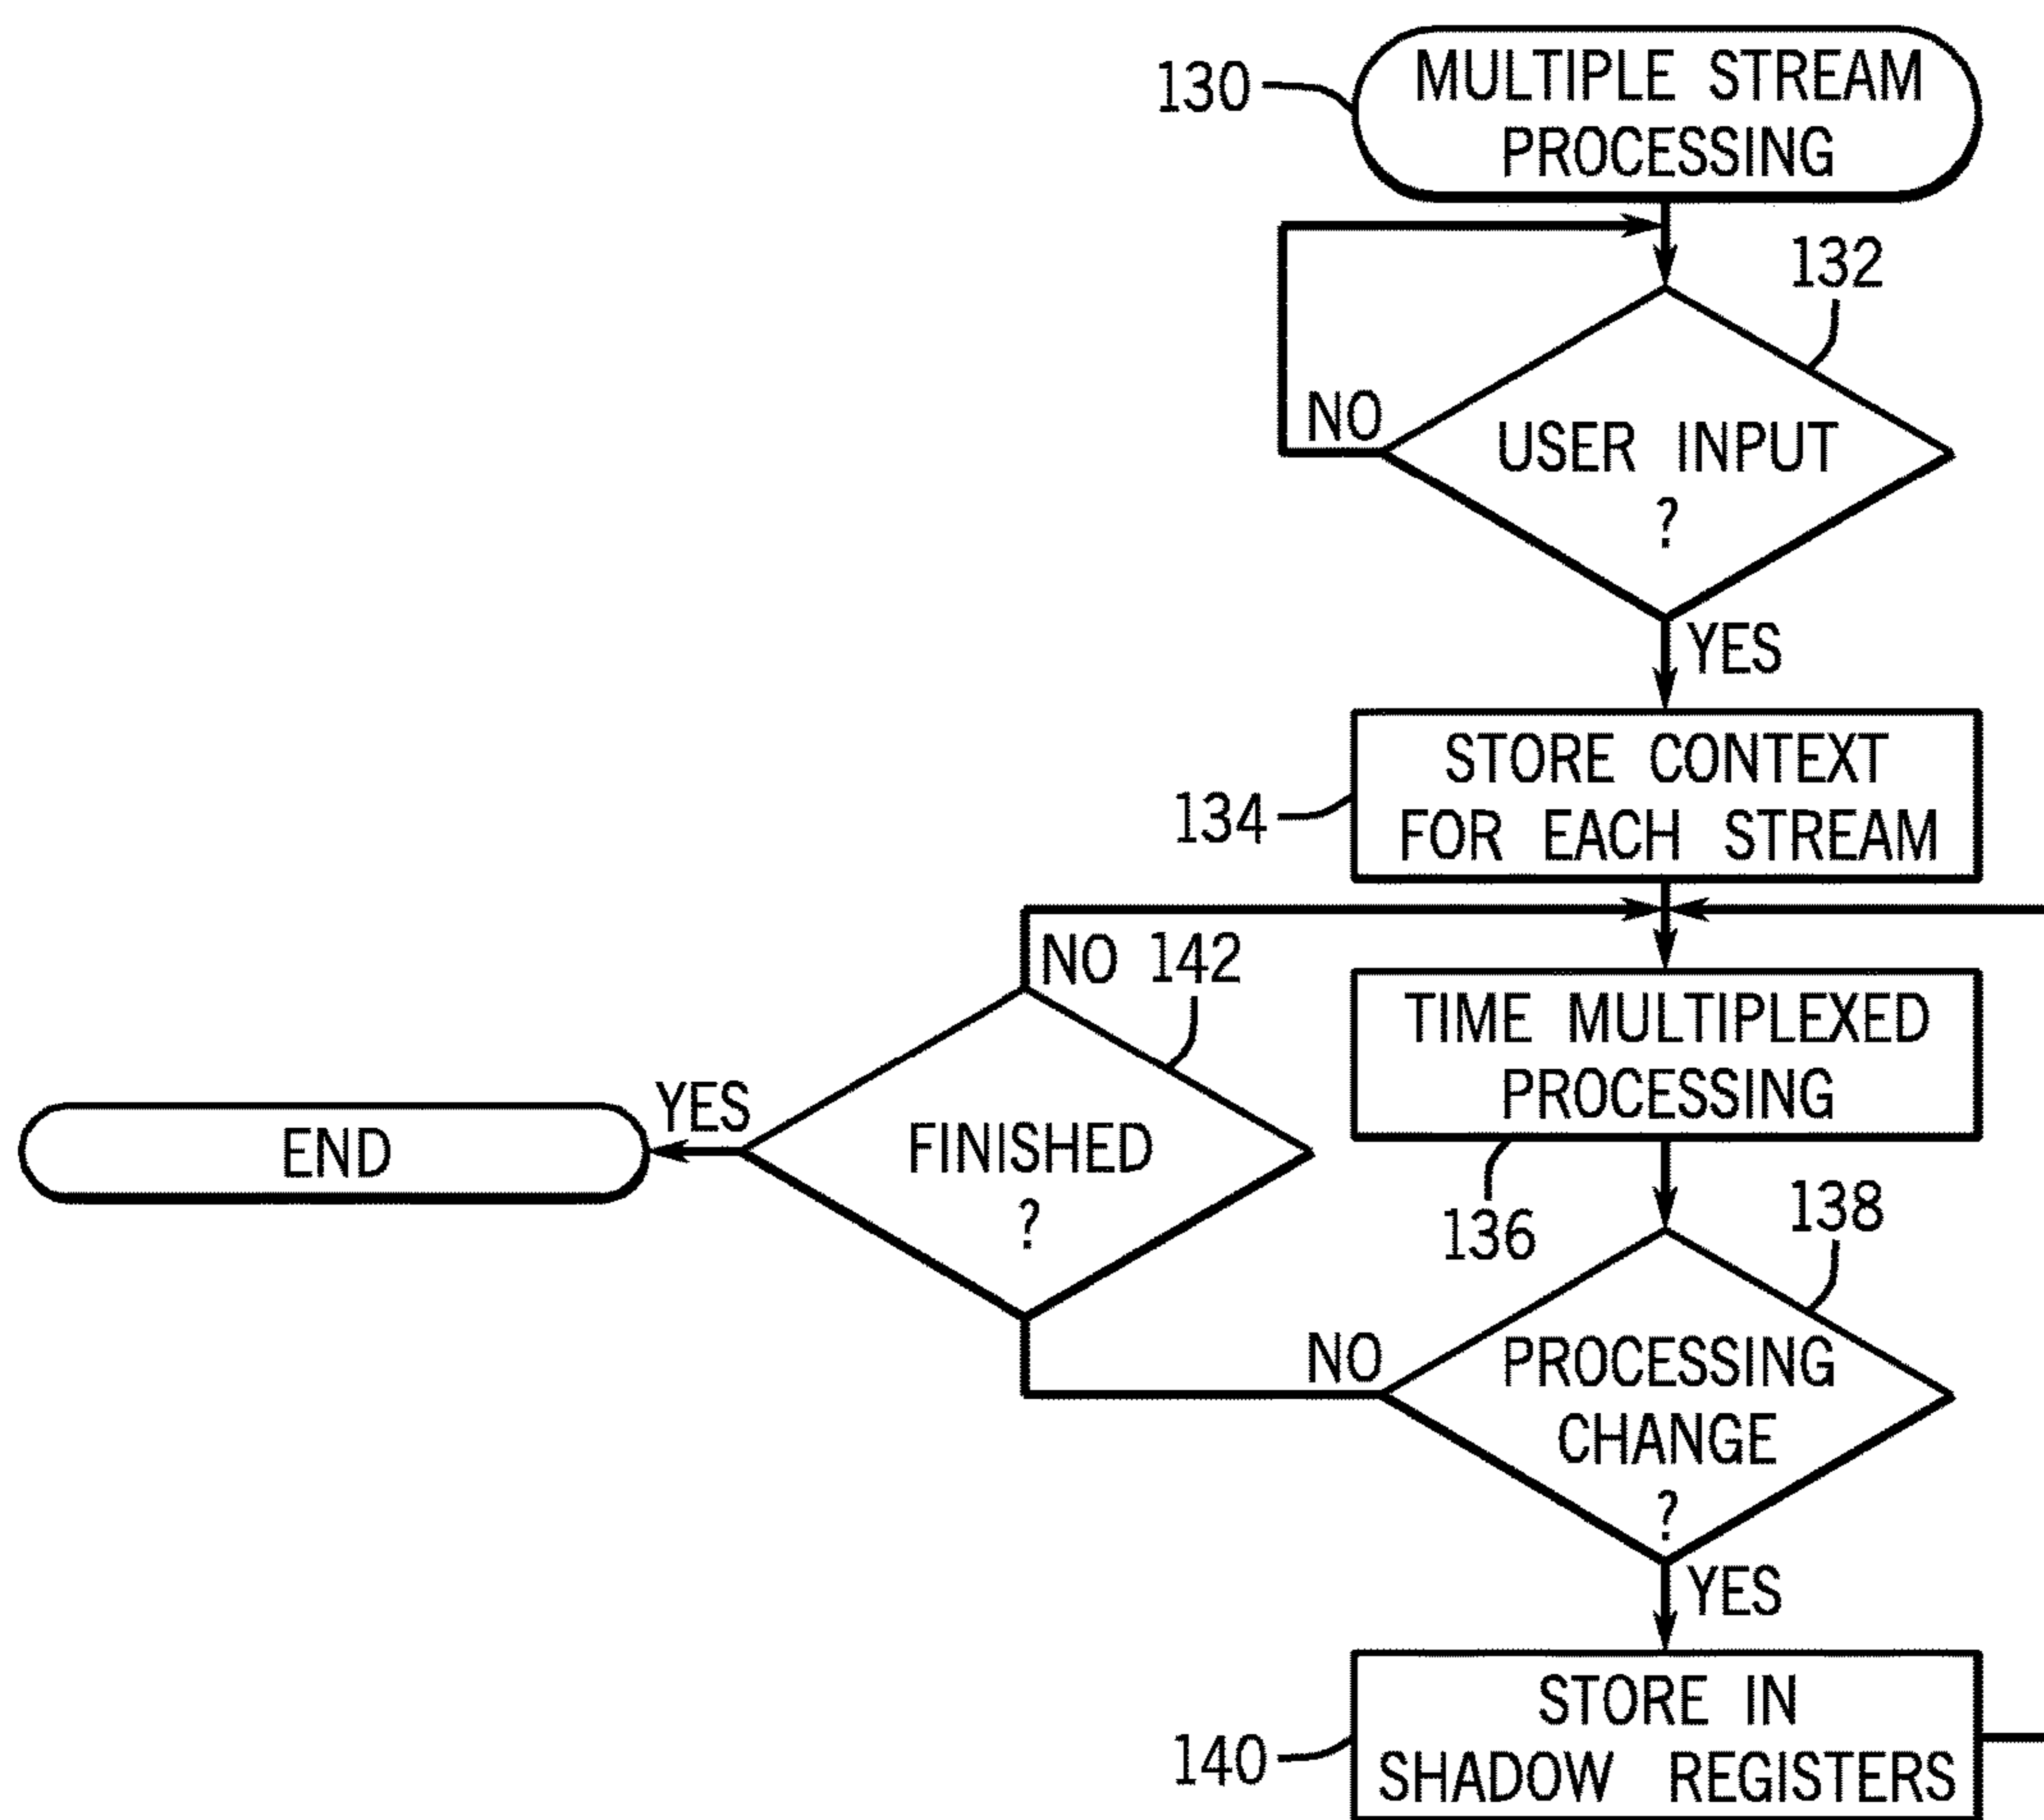 130
MULTIPLE STREAM
PROCESSING
132
NO
USER INPUT
?
YES
134
STORE CONTEXT
FOR EACH STREAM
NO
142
TIME MULTIPLEXED
PROCESSING
136
END
YES
FINISHED
?
138
NO
PROCESSING
CHANGE
?
YES
140
STORE IN
SHADOW REGISTERS